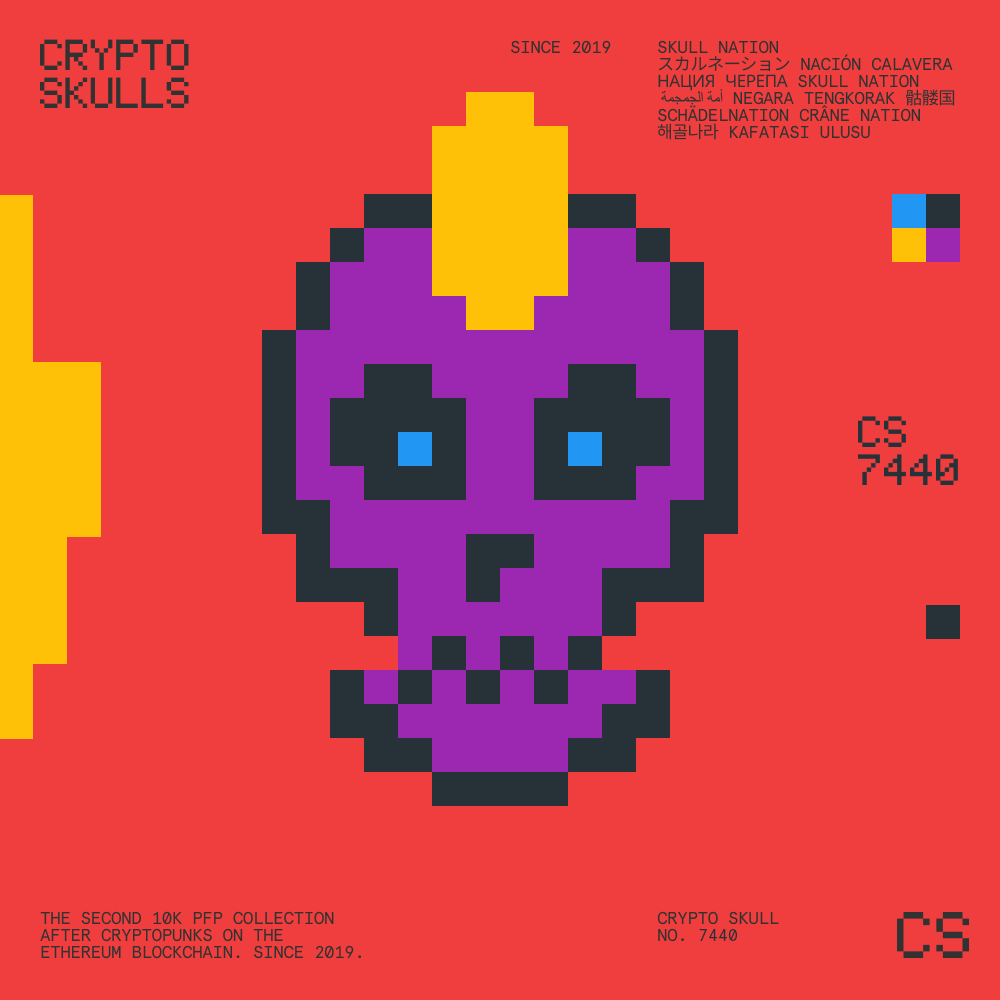 CRYPTO
SKULLS
SINCE 2019
SKULL NATION
スカルネーション NACIÓN CALAVERA
НАЦИЯ ЧЕРЕПА SKULL NATION
أمة الجمجمة NEGARA TENGKORAK 骷髅国
SCHÄDELNATION CRÂNE NATION
해골나라 KAFATASI ULUSU
CS
7440
THE SECOND 10K PFP COLLECTION
AFTER CRYPTOPUNKS ON THE
ETHEREUM BLOCKCHAIN. SINCE 2019.
CRYPTO SKULL
NO. 7440
CS